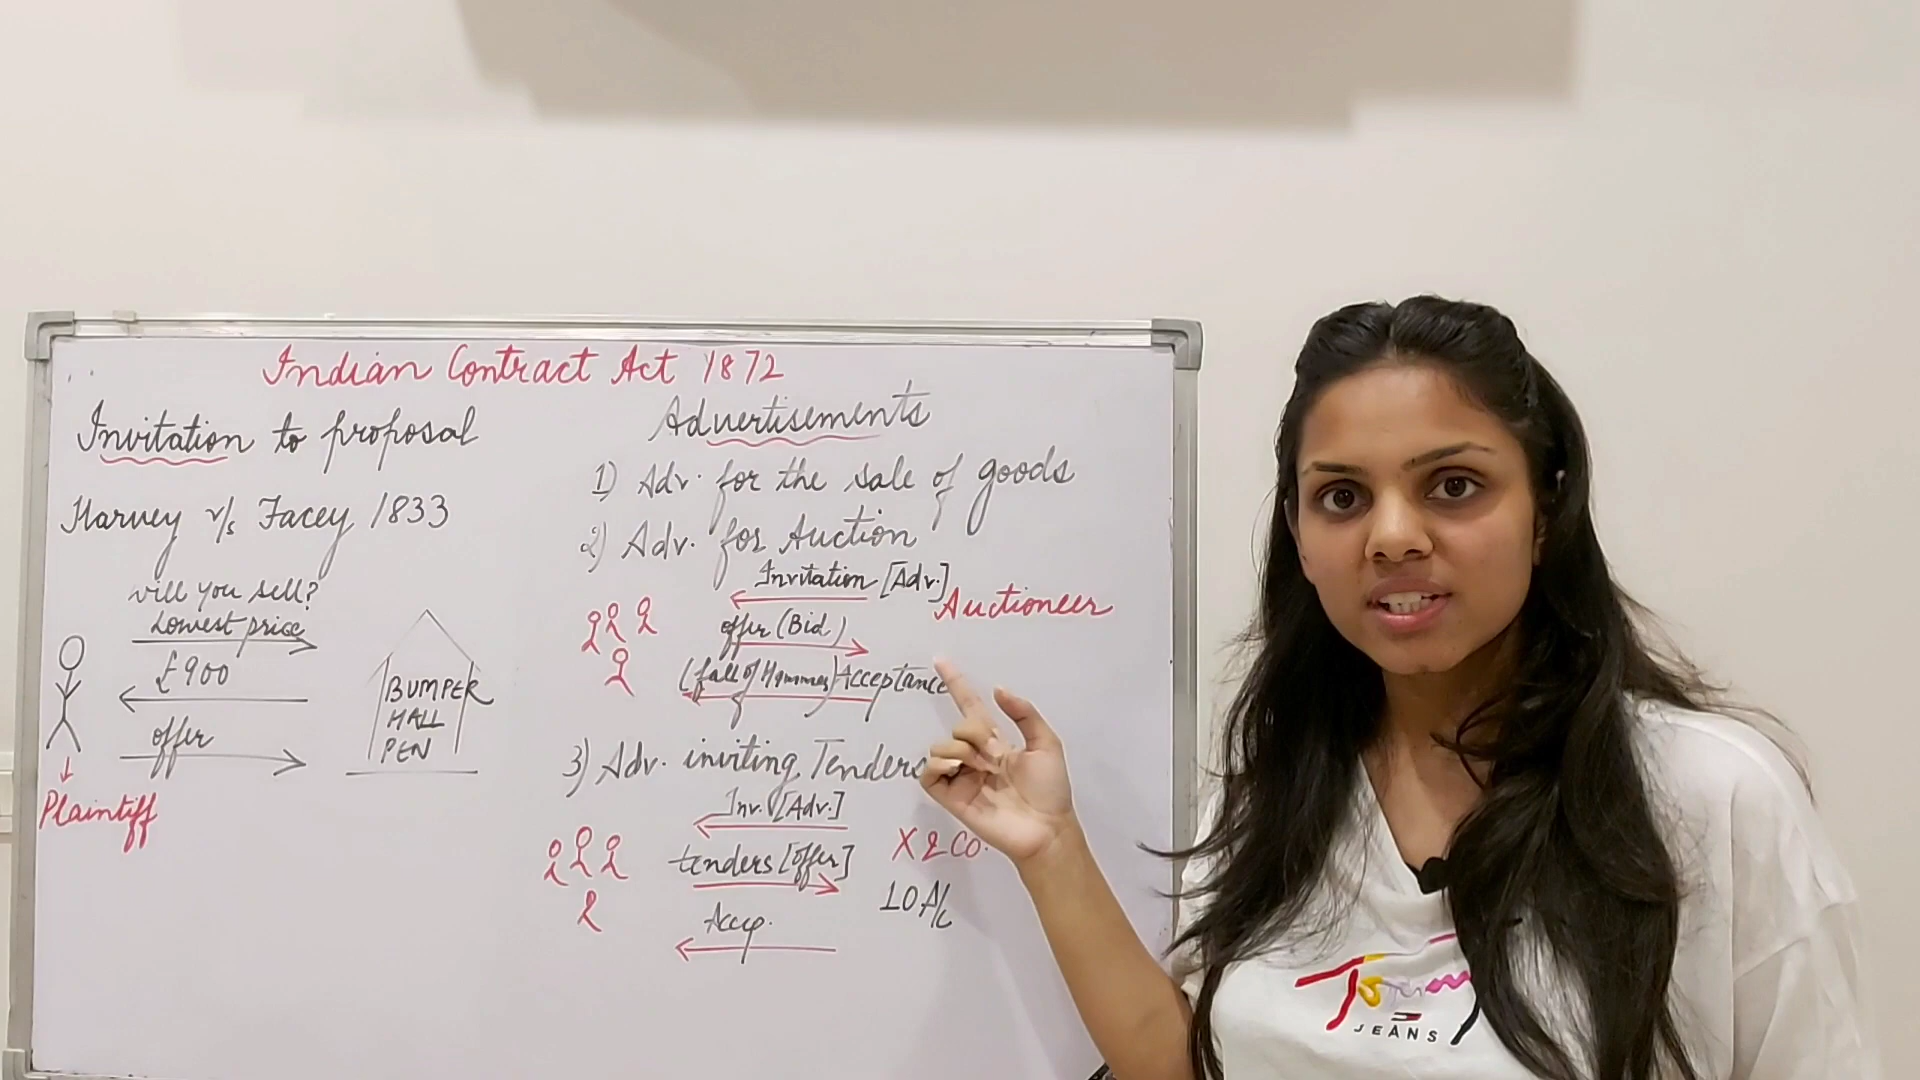 Indian Contract Act 1872
Invitation to proposal
Harvey v/s Facey 1833
will you sell?
Lowest price
£900
offer
Plaintiff
BUMPER
HALL
PEN
Advertisements
1) Adv. for the sale of goods
2) Adv. for Auction
Invitation [Adv.]
Auctioneer
offer (Bid)
(fall of Hammer) Acceptance
3) Adv. inviting Tenders
Inv. [Adv.]
X & Co.
tenders [offer]
10 A/c
Accp.
Tommy
JEANS